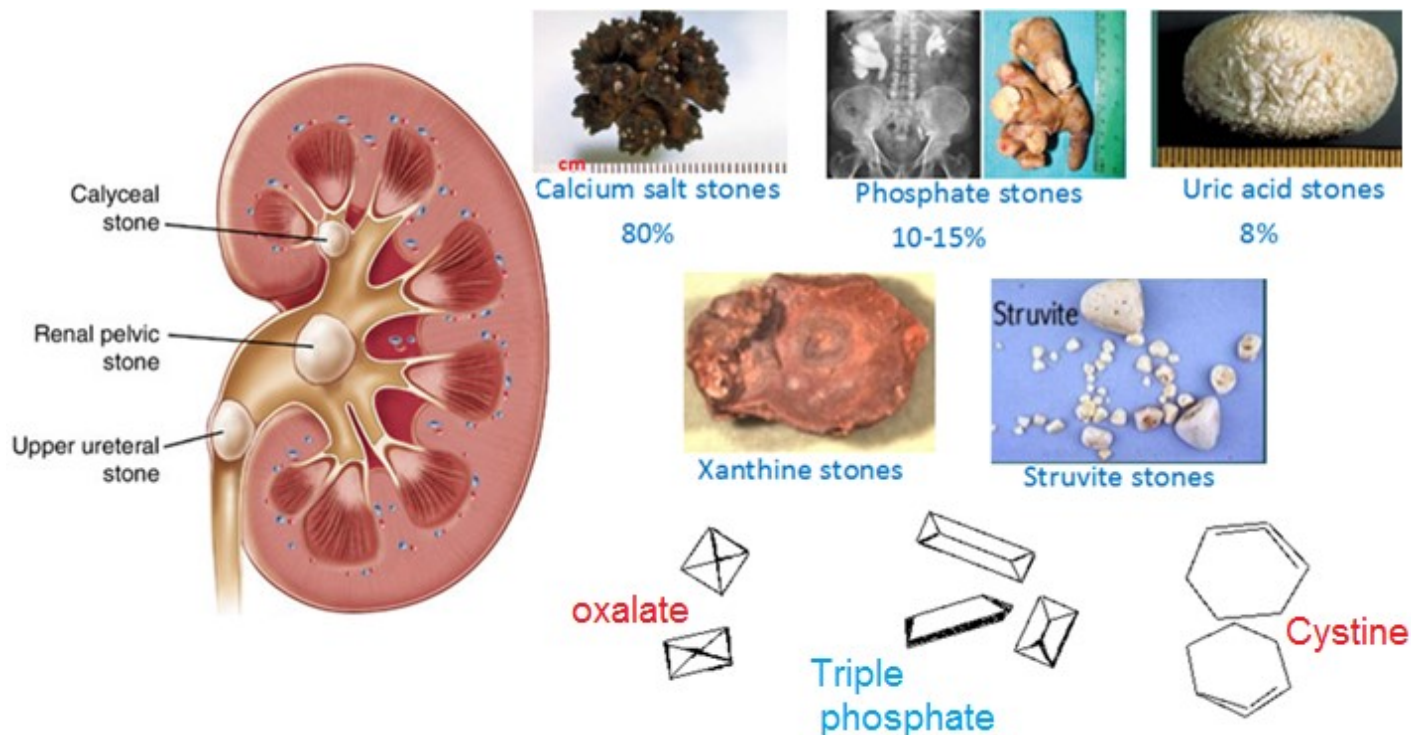 Calyceal
stone
Renal pelvic
stone
Upper ureteral
stone
cm
Calcium salt stones
80%
Phosphate stones
10-15%
Uric acid stones
8%
Xanthine stones
Struvite
Struvite stones
oxalate
Triple
phosphate
Cystine